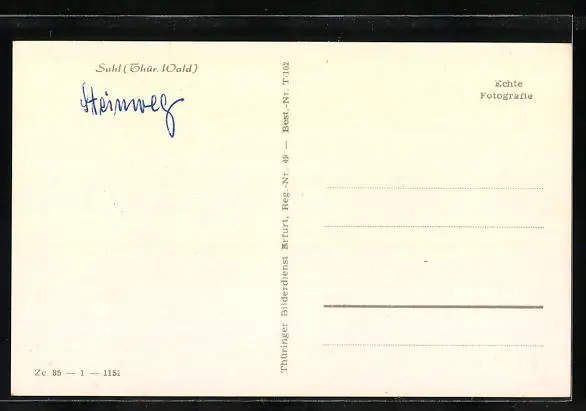 Suhl (Thür. Wald)
Steinweg
Thüringer Bilderdienst Erfurt, Reg.-Nr. 49 — Best.-Nr. T/102
Echte
Fotografie
Zc 85 — 1 — 1151